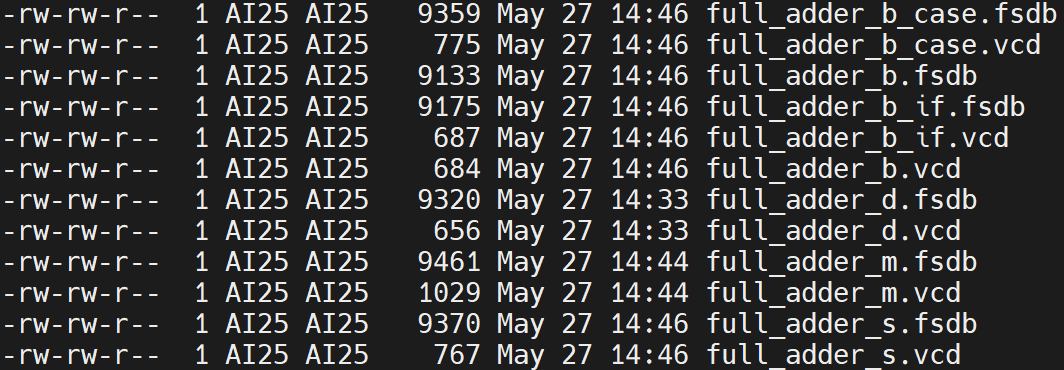 -rw-rw-r-- 1 AI25 AI25 9359 May 27 14:46 full_adder_b_case.fsdb
-rw-rw-r-- 1 AI25 AI25 775 May 27 14:46 full_adder_b_case.vcd
-rw-rw-r-- 1 AI25 AI25 9133 May 27 14:46 full_adder_b.fsdb
-rw-rw-r-- 1 AI25 AI25 9175 May 27 14:46 full_adder_b_if.fsdb
-rw-rw-r-- 1 AI25 AI25 687 May 27 14:46 full_adder_b_if.vcd
-rw-rw-r-- 1 AI25 AI25 684 May 27 14:46 full_adder_b.vcd
-rw-rw-r-- 1 AI25 AI25 9320 May 27 14:33 full_adder_d.fsdb
-rw-rw-r-- 1 AI25 AI25 656 May 27 14:33 full_adder_d.vcd
-rw-rw-r-- 1 AI25 AI25 9461 May 27 14:44 full_adder_m.fsdb
-rw-rw-r-- 1 AI25 AI25 1029 May 27 14:44 full_adder_m.vcd
-rw-rw-r-- 1 AI25 AI25 9370 May 27 14:46 full_adder_s.fsdb
-rw-rw-r-- 1 AI25 AI25 767 May 27 14:46 full_adder_s.vcd